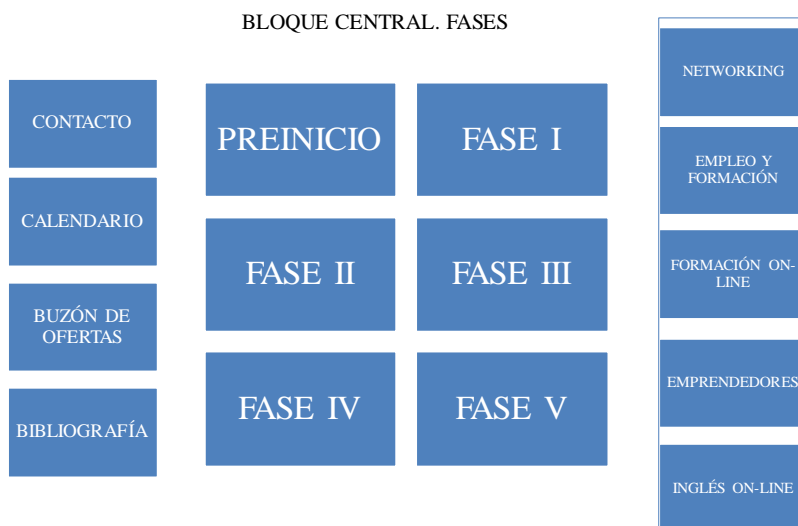 BLOQUE CENTRAL. FASES
CONTACTO
CALENDARIO
BUZÓN DE
OFERTAS
BIBLIOGRAFÍA
PREINICIO
FASE I
FASE II
FASE III
FASE IV
FASE V
NETWORKING
EMPLEO Y
FORMACIÓN
FORMACIÓN ON-
LINE
EMPRENDEDORES
INGLÉS ON-LINE